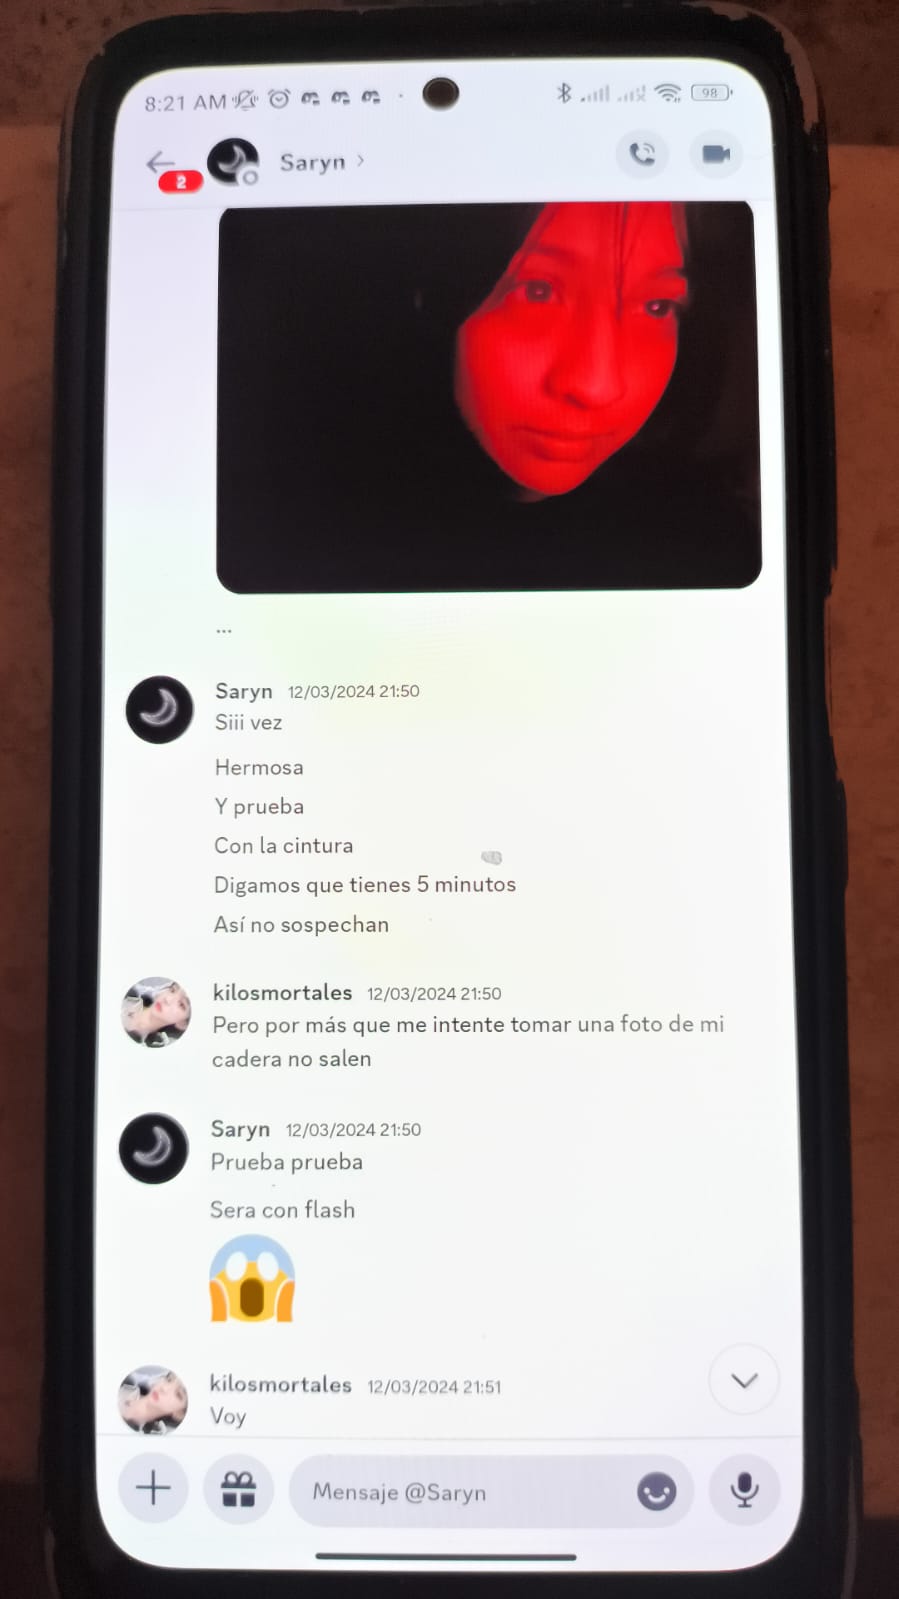 8:21 AM
98
2
Saryn
...
Saryn 12/03/2024 21:50
Siii vez
Hermosa
Y prueba
Con la cintura
Digamos que tienes 5 minutos
Así no sospechan
kilosmortales 12/03/2024 21:50
Pero por más que me intente tomar una foto de mi
cadera no salen
Saryn 12/03/2024 21:50
Prueba prueba
Sera con flash
kilosmortales 12/03/2024 21:51
Voy
Mensaje @Saryn